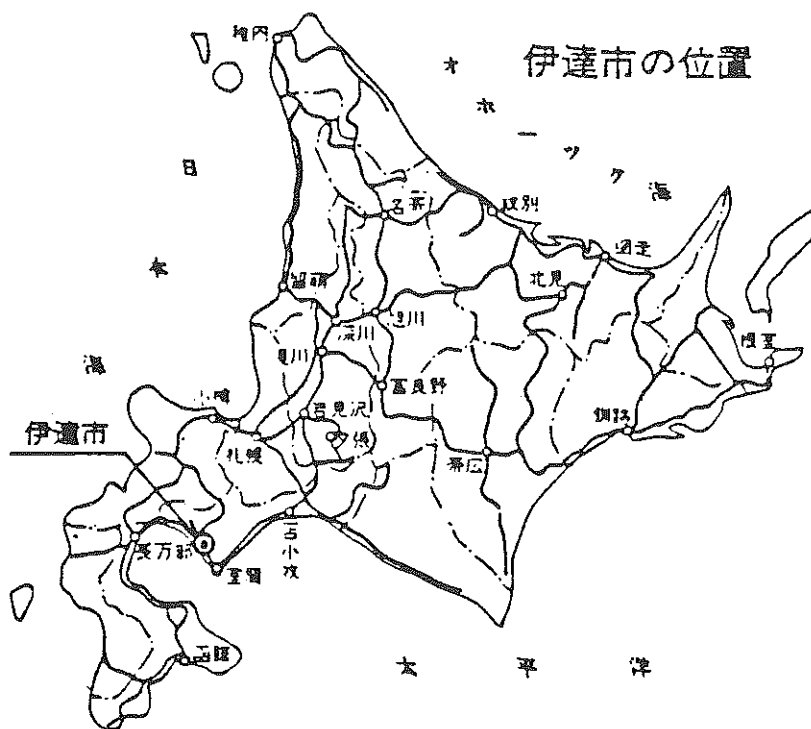 伊達市の位置
稚内
オホーツク海
日本海
名寄
紋別
網走
留萌
北見
深川
旭川
滝川
根室
富良野
小樽
岩見沢
釧路
伊達市
札幌
帯広
苫小牧
長万部
室蘭
函館
太平洋